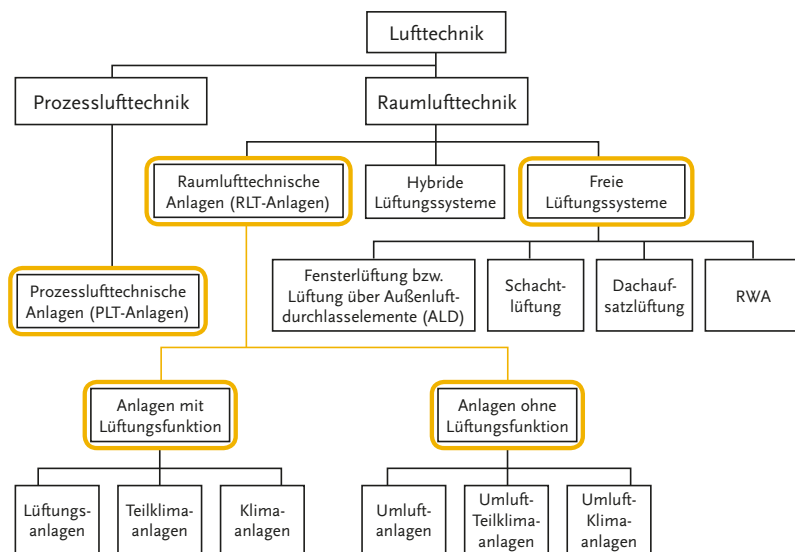 Lufttechnik
Prozesslufttechnik
Raumlufttechnik
Raumlufttechnische
Anlagen (RLT-Anlagen)
Hybride
Lüftungssysteme
Freie
Lüftungssysteme
Prozesslufttechnische
Anlagen (PLT-Anlagen)
Fensterlüftung bzw.
Lüftung über Außenluft-
durchlasselemente (ALD)
Schacht-
lüftung
Dachauf-
satzlüftung
RWA
Anlagen mit
Lüftungsfunktion
Anlagen ohne
Lüftungsfunktion
Lüftungs-
anlagen
Teilklima-
anlagen
Klima-
anlagen
Umluft-
anlagen
Umluft-
Teilklima-
anlagen
Umluft-
Klima-
anlagen